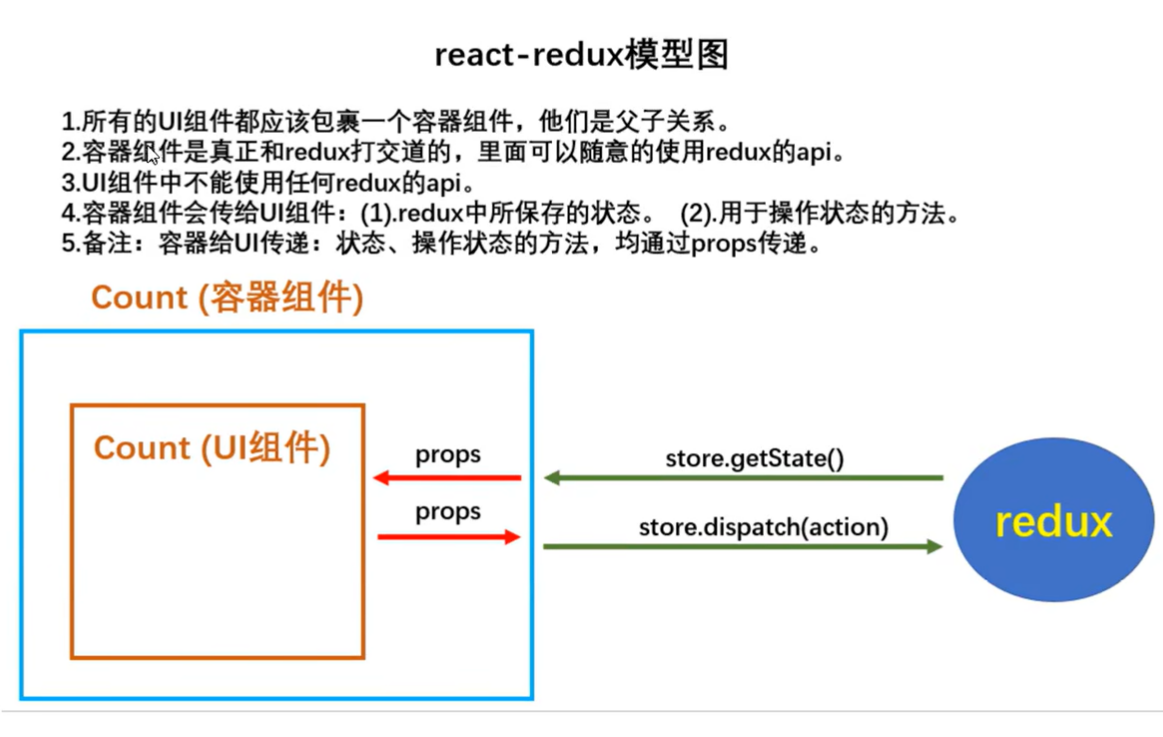 react-redux模型图
1.所有的UI组件都应该包裹一个容器组件，他们是父子关系。
2.容器组件是真正和redux打交道的，里面可以随意的使用redux的api。
3.UI组件中不能使用任何redux的api。
4.容器组件会传给UI组件：(1).redux中所保存的状态。 (2).用于操作状态的方法。
5.备注：容器给UI传递：状态、操作状态的方法，均通过props传递。
Count (容器组件)
Count (UI组件)
props
store.getState()
props
store.dispatch(action)
redux